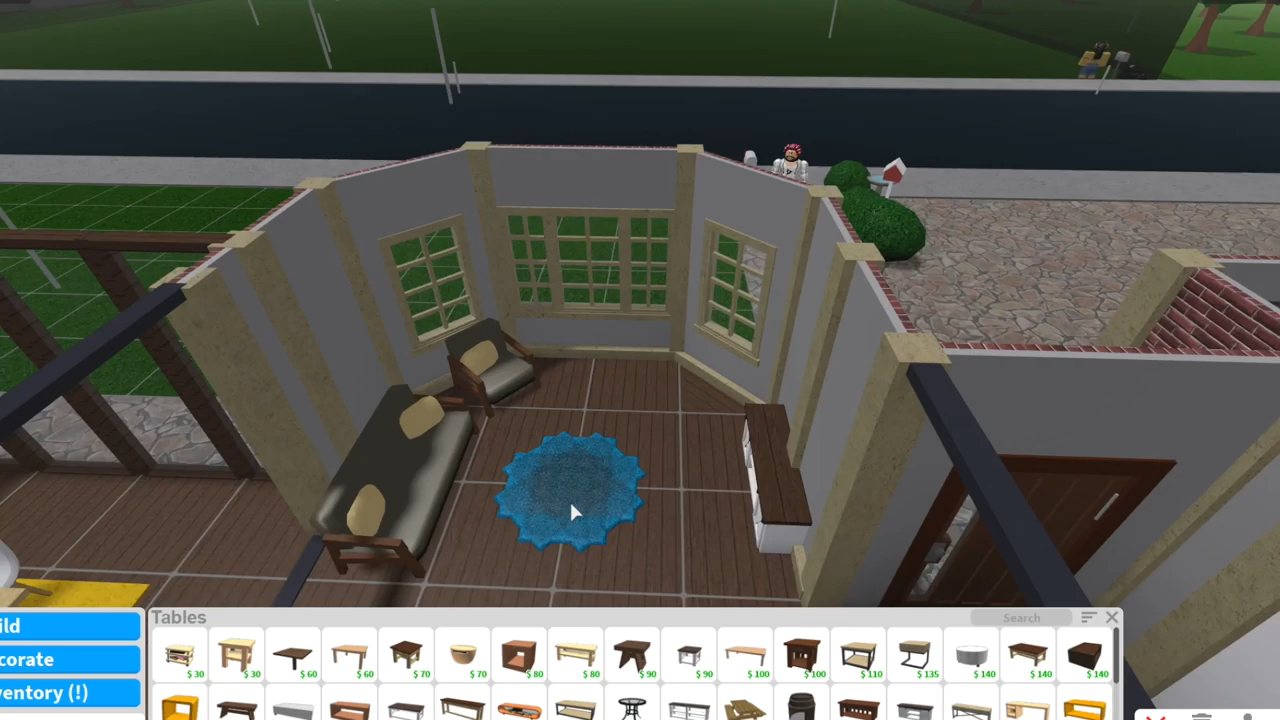 Tables
Search
ild
corate
ventory (!)
$ 30 $ 30 $ 60 $ 60 $ 70 $ 70 $ 80 $ 80 $ 90 $ 90 $ 100 $ 100 $ 110 $ 135 $ 140 $ 140 $ 140